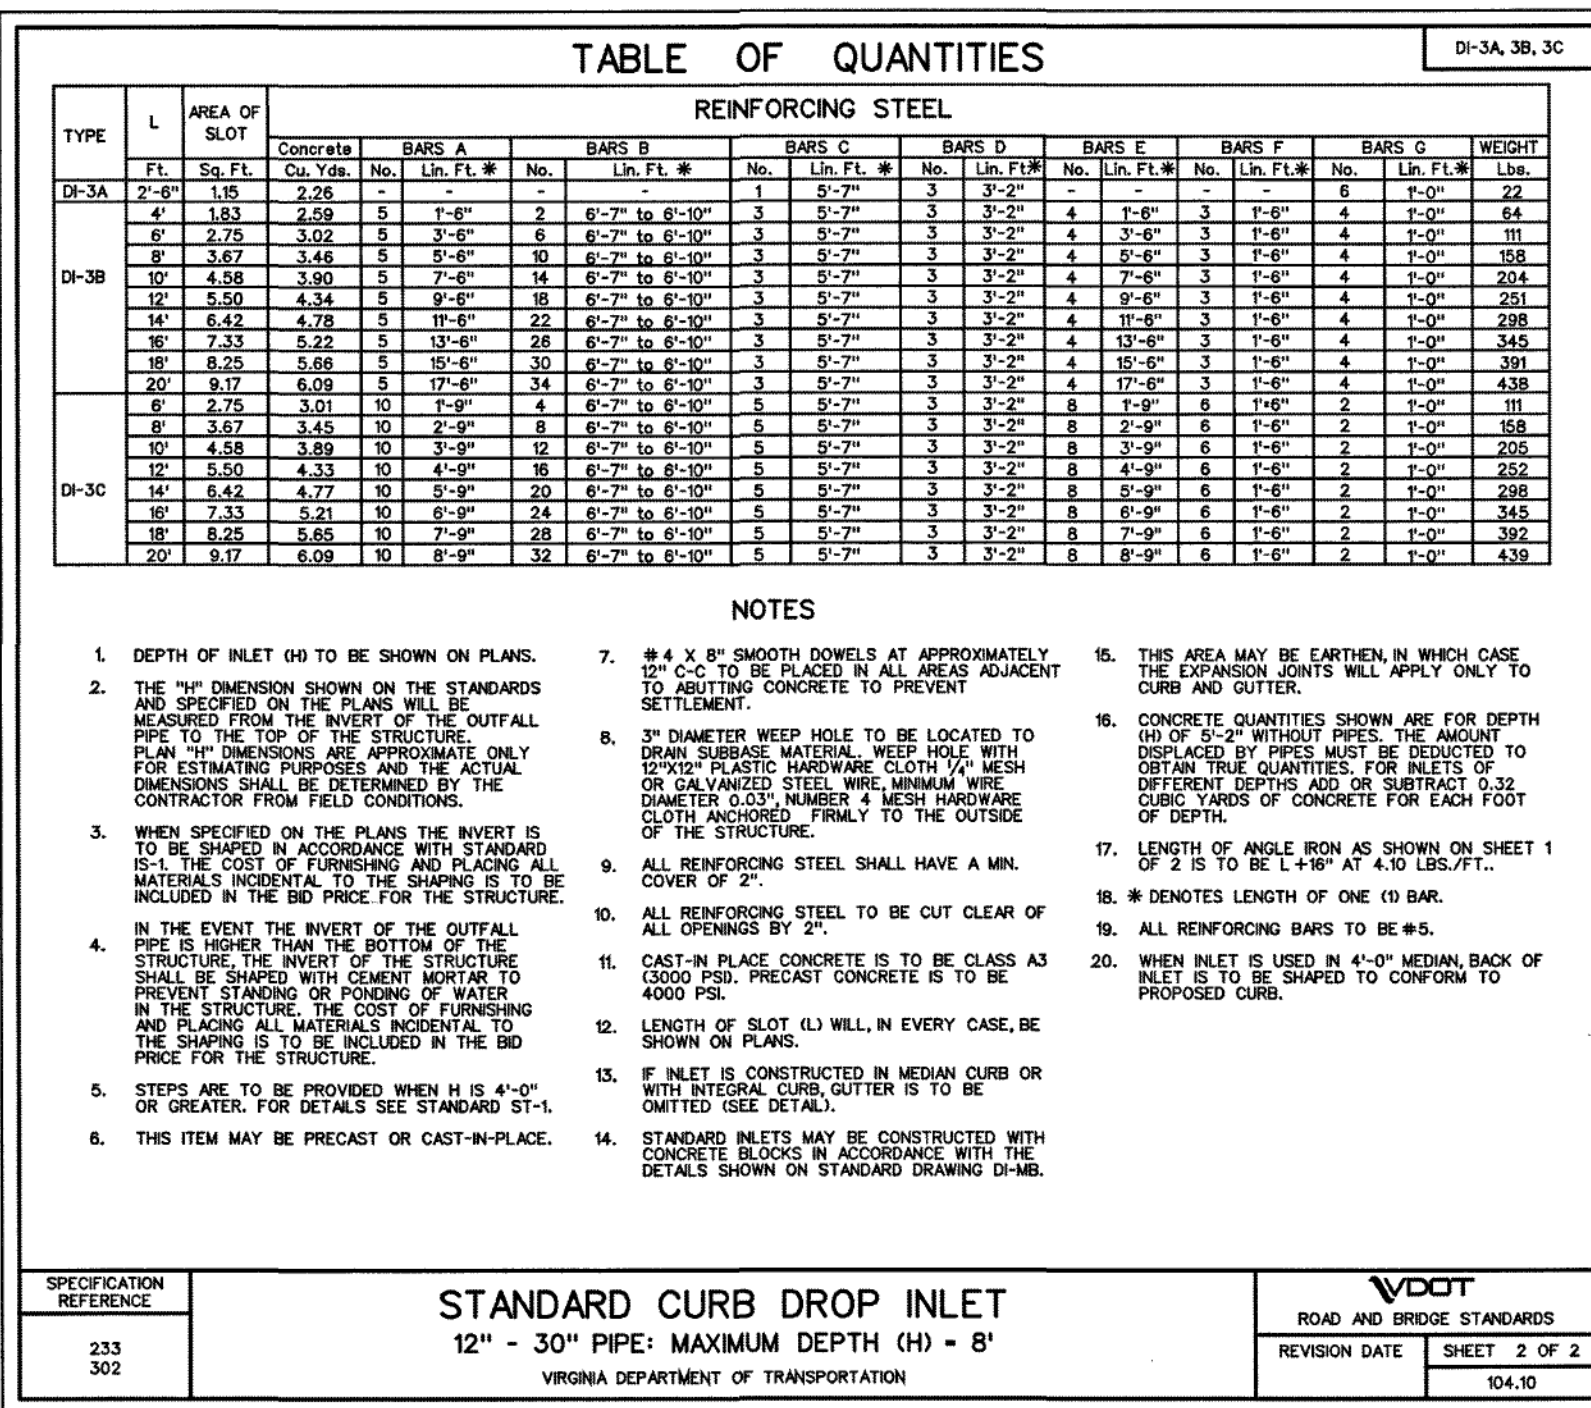 TABLE OF QUANTITIES
DI-3A, 3B, 3C
TYPE L AREA OF SLOT REINFORCING STEEL
Concrete BARS A BARS B BARS C BARS D BARS E BARS F BARS G WEIGHT
Ft. Sq. Ft. Cu. Yds. No. Lin. Ft. * No. Lin. Ft. * No. Lin. Ft. * No. Lin. Ft* No. Lin. Ft.* No. Lin. Ft.* No. Lin. Ft.* Lbs.
DI-3A 2'-6" 1.15 2.26 - - - - 1 5'-7" 3 3'-2" - - - - 6 1'-0" 22
DI-3B 4' 1.83 2.59 5 1'-6" 2 6'-7" to 6'-10" 3 5'-7" 3 3'-2" 4 1'-6" 3 1'-6" 4 1'-0" 64
6' 2.75 3.02 5 3'-6" 6 6'-7" to 6'-10" 3 5'-7" 3 3'-2" 4 3'-6" 3 1'-6" 4 1'-0" 111
8' 3.67 3.46 5 5'-6" 10 6'-7" to 6'-10" 3 5'-7" 3 3'-2" 4 5'-6" 3 1'-6" 4 1'-0" 158
10' 4.58 3.90 5 7'-6" 14 6'-7" to 6'-10" 3 5'-7" 3 3'-2" 4 7'-6" 3 1'-6" 4 1'-0" 204
12' 5.50 4.34 5 9'-6" 18 6'-7" to 6'-10" 3 5'-7" 3 3'-2" 4 9'-6" 3 1'-6" 4 1'-0" 251
14' 6.42 4.78 5 11'-6" 22 6'-7" to 6'-10" 3 5'-7" 3 3'-2" 4 11'-6" 3 1'-6" 4 1'-0" 298
16' 7.33 5.22 5 13'-6" 26 6'-7" to 6'-10" 3 5'-7" 3 3'-2" 4 13'-6" 3 1'-6" 4 1'-0" 345
18' 8.25 5.66 5 15'-6" 30 6'-7" to 6'-10" 3 5'-7" 3 3'-2" 4 15'-6" 3 1'-6" 4 1'-0" 391
20' 9.17 6.09 5 17'-6" 34 6'-7" to 6'-10" 3 5'-7" 3 3'-2" 4 17'-6" 3 1'-6" 4 1'-0" 438
DI-3C 6' 2.75 3.01 10 1'-9" 4 6'-7" to 6'-10" 5 5'-7" 3 3'-2" 8 1'-9" 6 1'-6" 2 1'-0" 111
8' 3.67 3.45 10 2'-9" 8 6'-7" to 6'-10" 5 5'-7" 3 3'-2" 8 2'-9" 6 1'-6" 2 1'-0" 158
10' 4.58 3.89 10 3'-9" 12 6'-7" to 6'-10" 5 5'-7" 3 3'-2" 8 3'-9" 6 1'-6" 2 1'-0" 205
12' 5.50 4.33 10 4'-9" 16 6'-7" to 6'-10" 5 5'-7" 3 3'-2" 8 4'-9" 6 1'-6" 2 1'-0" 252
14' 6.42 4.77 10 5'-9" 20 6'-7" to 6'-10" 5 5'-7" 3 3'-2" 8 5'-9" 6 1'-6" 2 1'-0" 298
16' 7.33 5.21 10 6'-9" 24 6'-7" to 6'-10" 5 5'-7" 3 3'-2" 8 6'-9" 6 1'-6" 2 1'-0" 345
18' 8.25 5.65 10 7'-9" 28 6'-7" to 6'-10" 5 5'-7" 3 3'-2" 8 7'-9" 6 1'-6" 2 1'-0" 392
20' 9.17 6.09 10 8'-9" 32 6'-7" to 6'-10" 5 5'-7" 3 3'-2" 8 8'-9" 6 1'-6" 2 1'-0" 439
NOTES
1. DEPTH OF INLET (H) TO BE SHOWN ON PLANS.
2. THE "H" DIMENSION SHOWN ON THE STANDARDS
AND SPECIFIED ON THE PLANS WILL BE
MEASURED FROM THE INVERT OF THE OUTFALL
PIPE TO THE TOP OF THE STRUCTURE.
PLAN "H" DIMENSIONS ARE APPROXIMATE ONLY
FOR ESTIMATING PURPOSES AND THE ACTUAL
DIMENSIONS SHALL BE DETERMINED BY THE
CONTRACTOR FROM FIELD CONDITIONS.
3. WHEN SPECIFIED ON THE PLANS THE INVERT IS
TO BE SHAPED IN ACCORDANCE WITH STANDARD
IS-1. THE COST OF FURNISHING AND PLACING ALL
MATERIALS INCIDENTAL TO THE SHAPING IS TO BE
INCLUDED IN THE BID PRICE FOR THE STRUCTURE.
IN THE EVENT THE INVERT OF THE OUTFALL
4. PIPE IS HIGHER THAN THE BOTTOM OF THE
STRUCTURE, THE INVERT OF THE STRUCTURE
SHALL BE SHAPED WITH CEMENT MORTAR TO
PREVENT STANDING OR PONDING OF WATER
IN THE STRUCTURE. THE COST OF FURNISHING
AND PLACING ALL MATERIALS INCIDENTAL TO
THE SHAPING IS TO BE INCLUDED IN THE BID
PRICE FOR THE STRUCTURE.
5. STEPS ARE TO BE PROVIDED WHEN H IS 4'-0"
OR GREATER. FOR DETAILS SEE STANDARD ST-1.
6. THIS ITEM MAY BE PRECAST OR CAST-IN-PLACE.
7. #4 X 8" SMOOTH DOWELS AT APPROXIMATELY
12" C-C TO BE PLACED IN ALL AREAS ADJACENT
TO ABUTTING CONCRETE TO PREVENT
SETTLEMENT.
8. 3" DIAMETER WEEP HOLE TO BE LOCATED TO
DRAIN SUBBASE MATERIAL. WEEP HOLE WITH
12"X12" PLASTIC HARDWARE CLOTH 1/4" MESH
OR GALVANIZED STEEL WIRE, MINIMUM WIRE
DIAMETER 0.03", NUMBER 4 MESH HARDWARE
CLOTH ANCHORED FIRMLY TO THE OUTSIDE
OF THE STRUCTURE.
9. ALL REINFORCING STEEL SHALL HAVE A MIN.
COVER OF 2".
10. ALL REINFORCING STEEL TO BE CUT CLEAR OF
ALL OPENINGS BY 2".
11. CAST-IN PLACE CONCRETE IS TO BE CLASS A3
(3000 PSI). PRECAST CONCRETE IS TO BE
4000 PSI.
12. LENGTH OF SLOT (L) WILL, IN EVERY CASE, BE
SHOWN ON PLANS.
13. IF INLET IS CONSTRUCTED IN MEDIAN CURB OR
WITH INTEGRAL CURB, GUTTER IS TO BE
OMITTED (SEE DETAIL).
14. STANDARD INLETS MAY BE CONSTRUCTED WITH
CONCRETE BLOCKS IN ACCORDANCE WITH THE
DETAILS SHOWN ON STANDARD DRAWING DI-MB.
15. THIS AREA MAY BE EARTHEN, IN WHICH CASE
THE EXPANSION JOINTS WILL APPLY ONLY TO
CURB AND GUTTER.
16. CONCRETE QUANTITIES SHOWN ARE FOR DEPTH
(H) OF 5'-2" WITHOUT PIPES. THE AMOUNT
DISPLACED BY PIPES MUST BE DEDUCTED TO
OBTAIN TRUE QUANTITIES. FOR INLETS OF
DIFFERENT DEPTHS ADD OR SUBTRACT 0.32
CUBIC YARDS OF CONCRETE FOR EACH FOOT
OF DEPTH.
17. LENGTH OF ANGLE IRON AS SHOWN ON SHEET 1
OF 2 IS TO BE L +16" AT 4.10 LBS./FT..
18. * DENOTES LENGTH OF ONE (1) BAR.
19. ALL REINFORCING BARS TO BE #5.
20. WHEN INLET IS USED IN 4'-0" MEDIAN, BACK OF
INLET IS TO BE SHAPED TO CONFORM TO
PROPOSED CURB.
SPECIFICATION
REFERENCE
233
302
STANDARD CURB DROP INLET
12" - 30" PIPE: MAXIMUM DEPTH (H) - 8'
VIRGINIA DEPARTMENT OF TRANSPORTATION
VDOT
ROAD AND BRIDGE STANDARDS
REVISION DATE
SHEET 2 OF 2
104.10